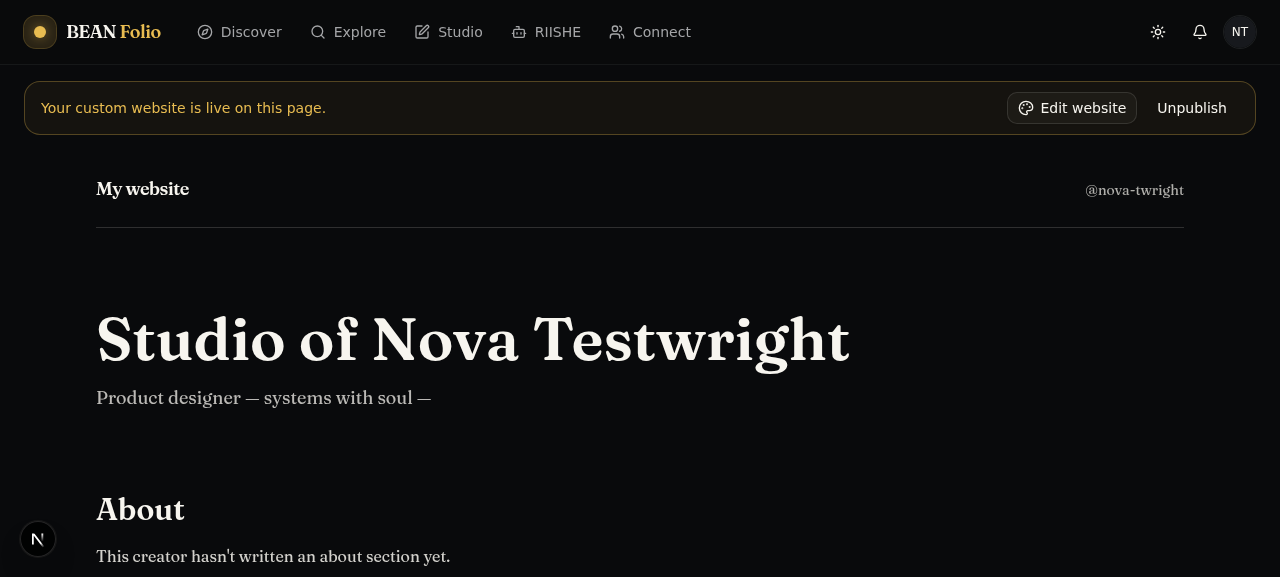 BEAN Folio Discover Explore Studio RIISHE Connect NT
Your custom website is live on this page. Edit website Unpublish
My website @nova-twright
Studio of Nova Testwright
Product designer — systems with soul —
About
N
This creator hasn't written an about section yet.